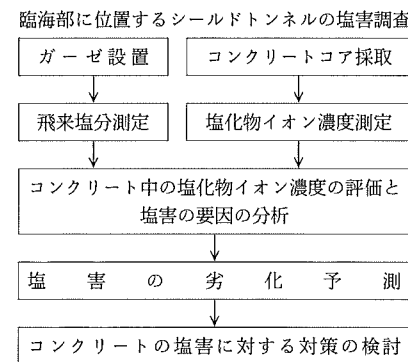 臨海部に位置するシールドトンネルの塩害調査
ガーゼ設置
コンクリートコア採取
飛来塩分測定
塩化物イオン濃度測定
コンクリート中の塩化物イオン濃度の評価と
塩害の要因の分析
塩害の劣化予測
コンクリートの塩害に対する対策の検討